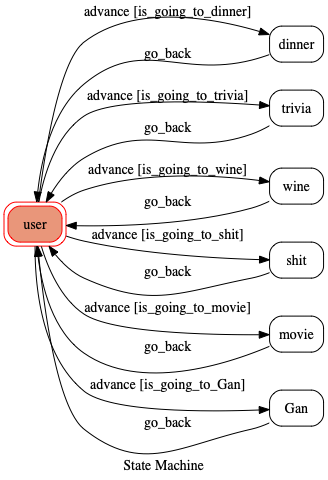 advance [is_going_to_dinner]
dinner
go_back
advance [is_going_to_trivia]
trivia
go_back
advance [is_going_to_wine]
wine
go_back
user
advance [is_going_to_shit]
shit
go_back
advance [is_going_to_movie]
movie
go_back
advance [is_going_to_Gan]
Gan
go_back
State Machine